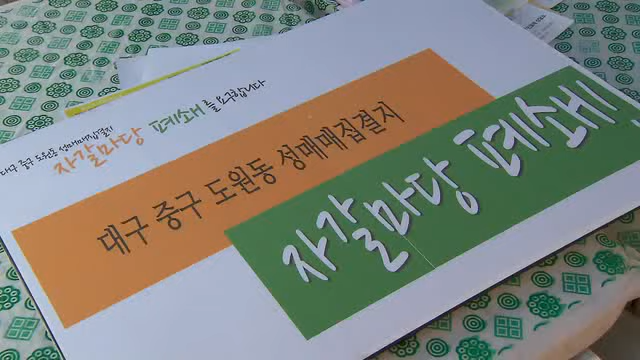 대구 중구 도원동 성매매집결지
자갈마당 폐쇄를 요구합니다
대구 중구 도원동 성매매집결지
자갈마당 폐쇄!